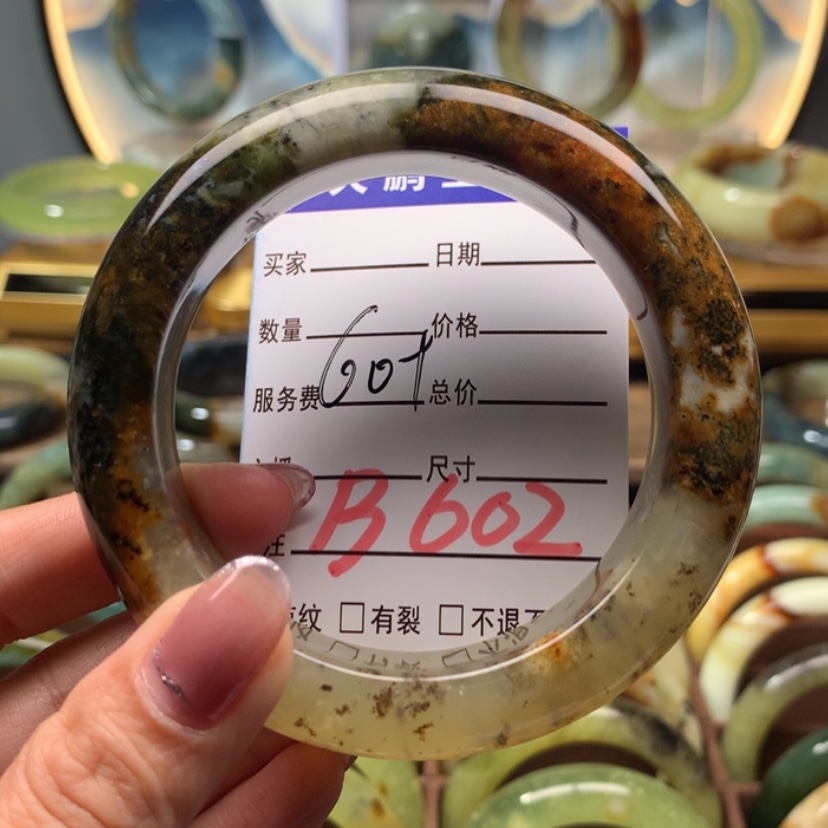 买家 日期
数量 价格
601
服务费 总价
尺寸
B602
纹 □有裂 □不退